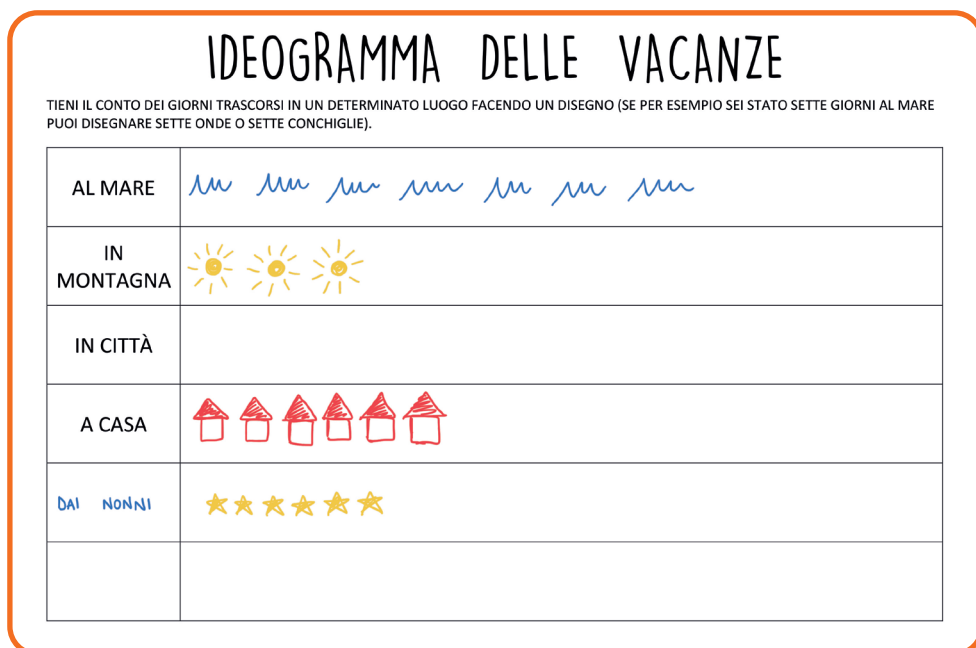 IDEOGRAMMA DELLE VACANZE
TIENI IL CONTO DEI GIORNI TRASCORSI IN UN DETERMINATO LUOGO FACENDO UN DISEGNO (SE PER ESEMPIO SEI STATO SETTE GIORNI AL MARE
PUOI DISEGNARE SETTE ONDE O SETTE CONCHIGLIE).
AL MARE
IN
MONTAGNA
IN CITTÀ
A CASA
DAI NONNI